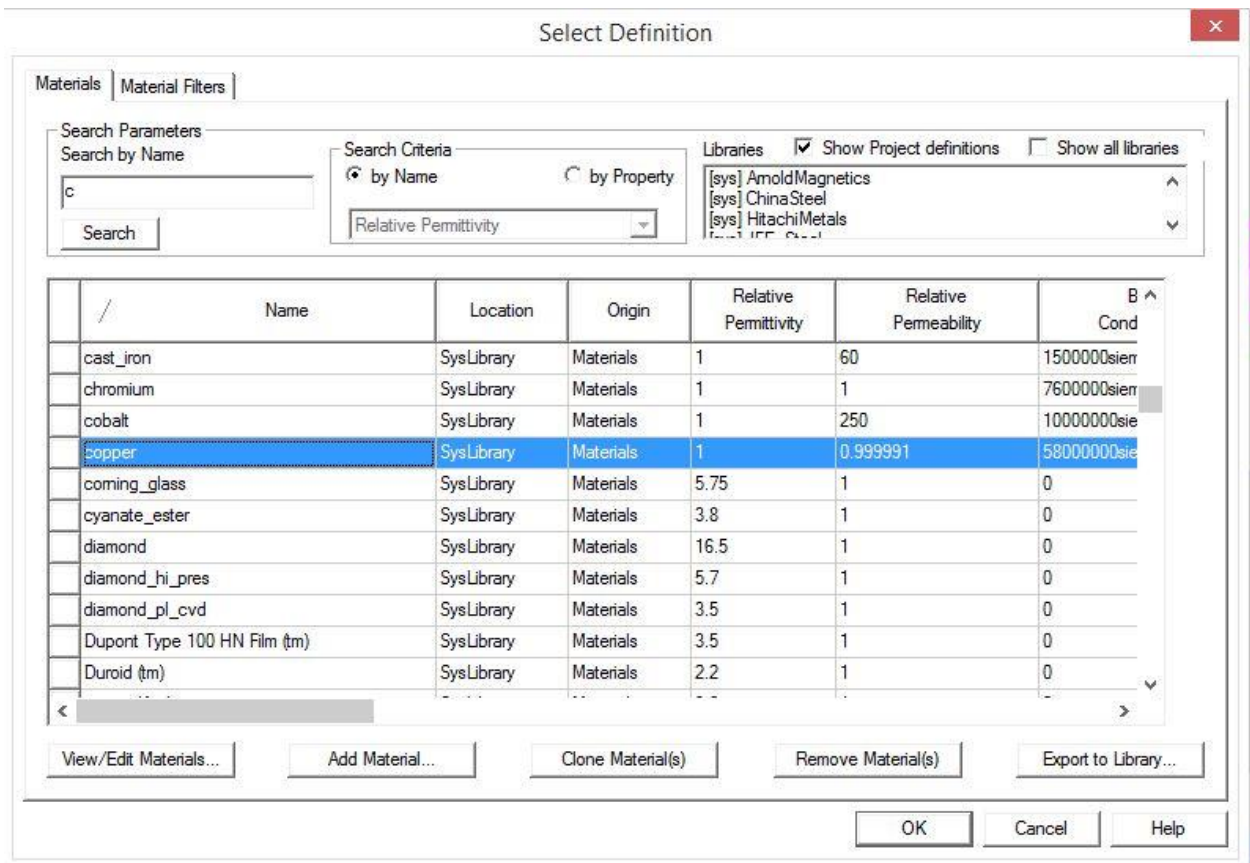 Select Definition
Materials
Material Filters
Search Parameters
Search by Name
c
Search
Search Criteria
by Name
by Property
Relative Permittivity
Libraries
Show Project definitions
Show all libraries
[sys] ArnoldMagnetics
[sys] ChinaSteel
[sys] HitachiMetals
/ Name Location Origin Relative Permittivity Relative Permeability B Cond
cast_iron SysLibrary Materials 1 60 1500000siem
chromium SysLibrary Materials 1 1 7600000siem
cobalt SysLibrary Materials 1 250 10000000sie
copper SysLibrary Materials 1 0.999991 58000000sie
corning_glass SysLibrary Materials 5.75 1 0
cyanate_ester SysLibrary Materials 3.8 1 0
diamond SysLibrary Materials 16.5 1 0
diamond_hi_pres SysLibrary Materials 5.7 1 0
diamond_pl_cvd SysLibrary Materials 3.5 1 0
Dupont Type 100 HN Film (tm) SysLibrary Materials 3.5 1 0
Duroid (tm) SysLibrary Materials 2.2 1 0
View/Edit Materials...
Add Material...
Clone Material(s)
Remove Material(s)
Export to Library...
OK
Cancel
Help